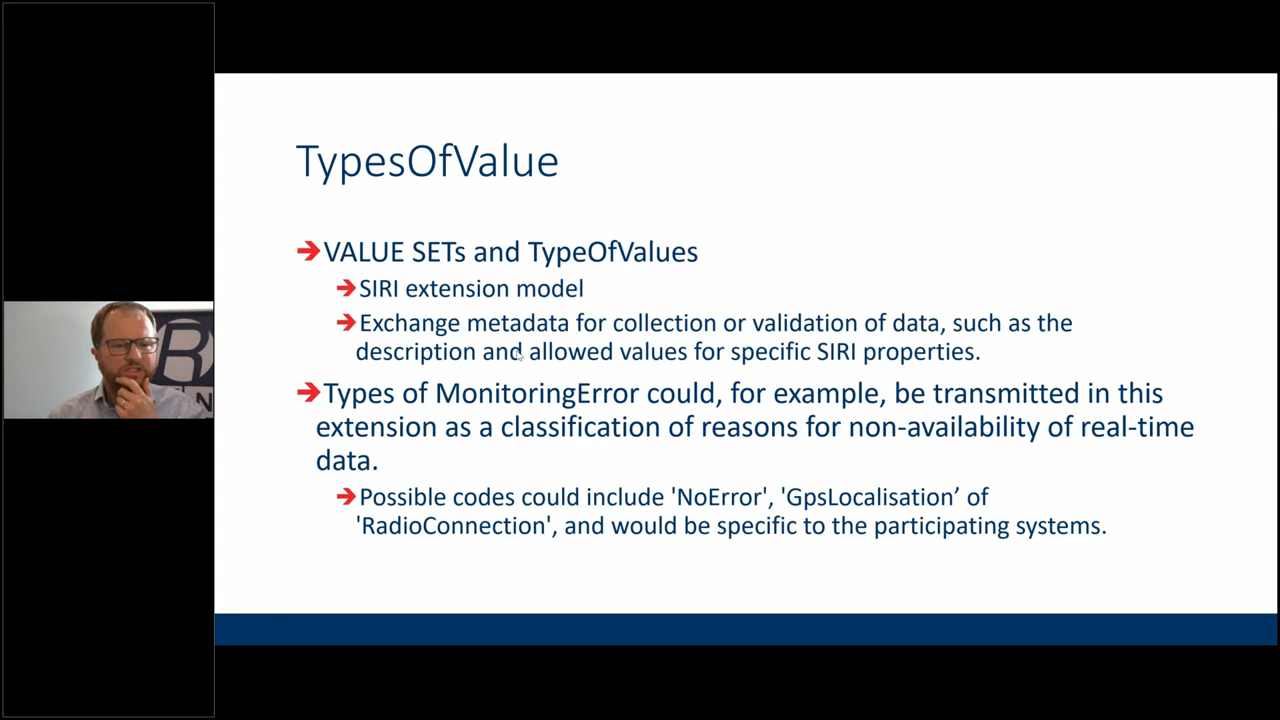 TypesOfValue
➔VALUE SETs and TypeOfValues
➔SIRI extension model
➔Exchange metadata for collection or validation of data, such as the
description and allowed values for specific SIRI properties.
➔Types of MonitoringError could, for example, be transmitted in this
extension as a classification of reasons for non-availability of real-time
data.
➔Possible codes could include 'NoError', 'GpsLocalisation’ of
'RadioConnection', and would be specific to the participating systems.
R
N